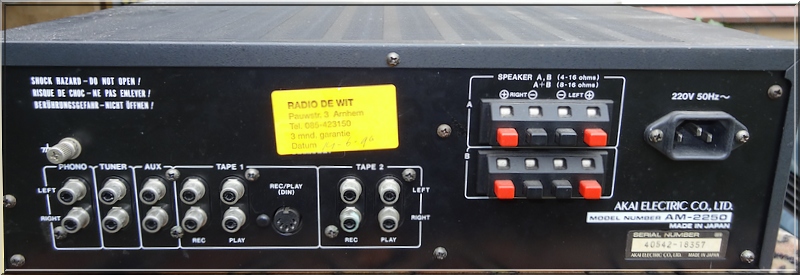 SHOCK HAZARD - DO NOT OPEN !
RISQUE DE CHOC - NE PAS ENLEVER !
BERÜHRUNGSGEFAHR - NICHT ÖFFNEN !
RADIO DE WIT
Pauwstr. 3 Arnhem
Tel. 085-423150
3 mnd. garantie
Datum
SPEAKER A, B (4-16 ohms)
A+B (8-16 ohms)
+ RIGHT - - LEFT +
A
B
220V 50Hz~
PHONO TUNER AUX TAPE 1 TAPE 2
LEFT
RIGHT
REC/PLAY
(DIN)
LEFT
RIGHT
REC PLAY REC PLAY
AKAI ELECTRIC CO., LTD.
MODEL NUMBER AM-2250
MADE IN JAPAN
SERIAL NUMBER
40542-18357
AKAI ELECTRIC CO., LTD. MADE IN JAPAN